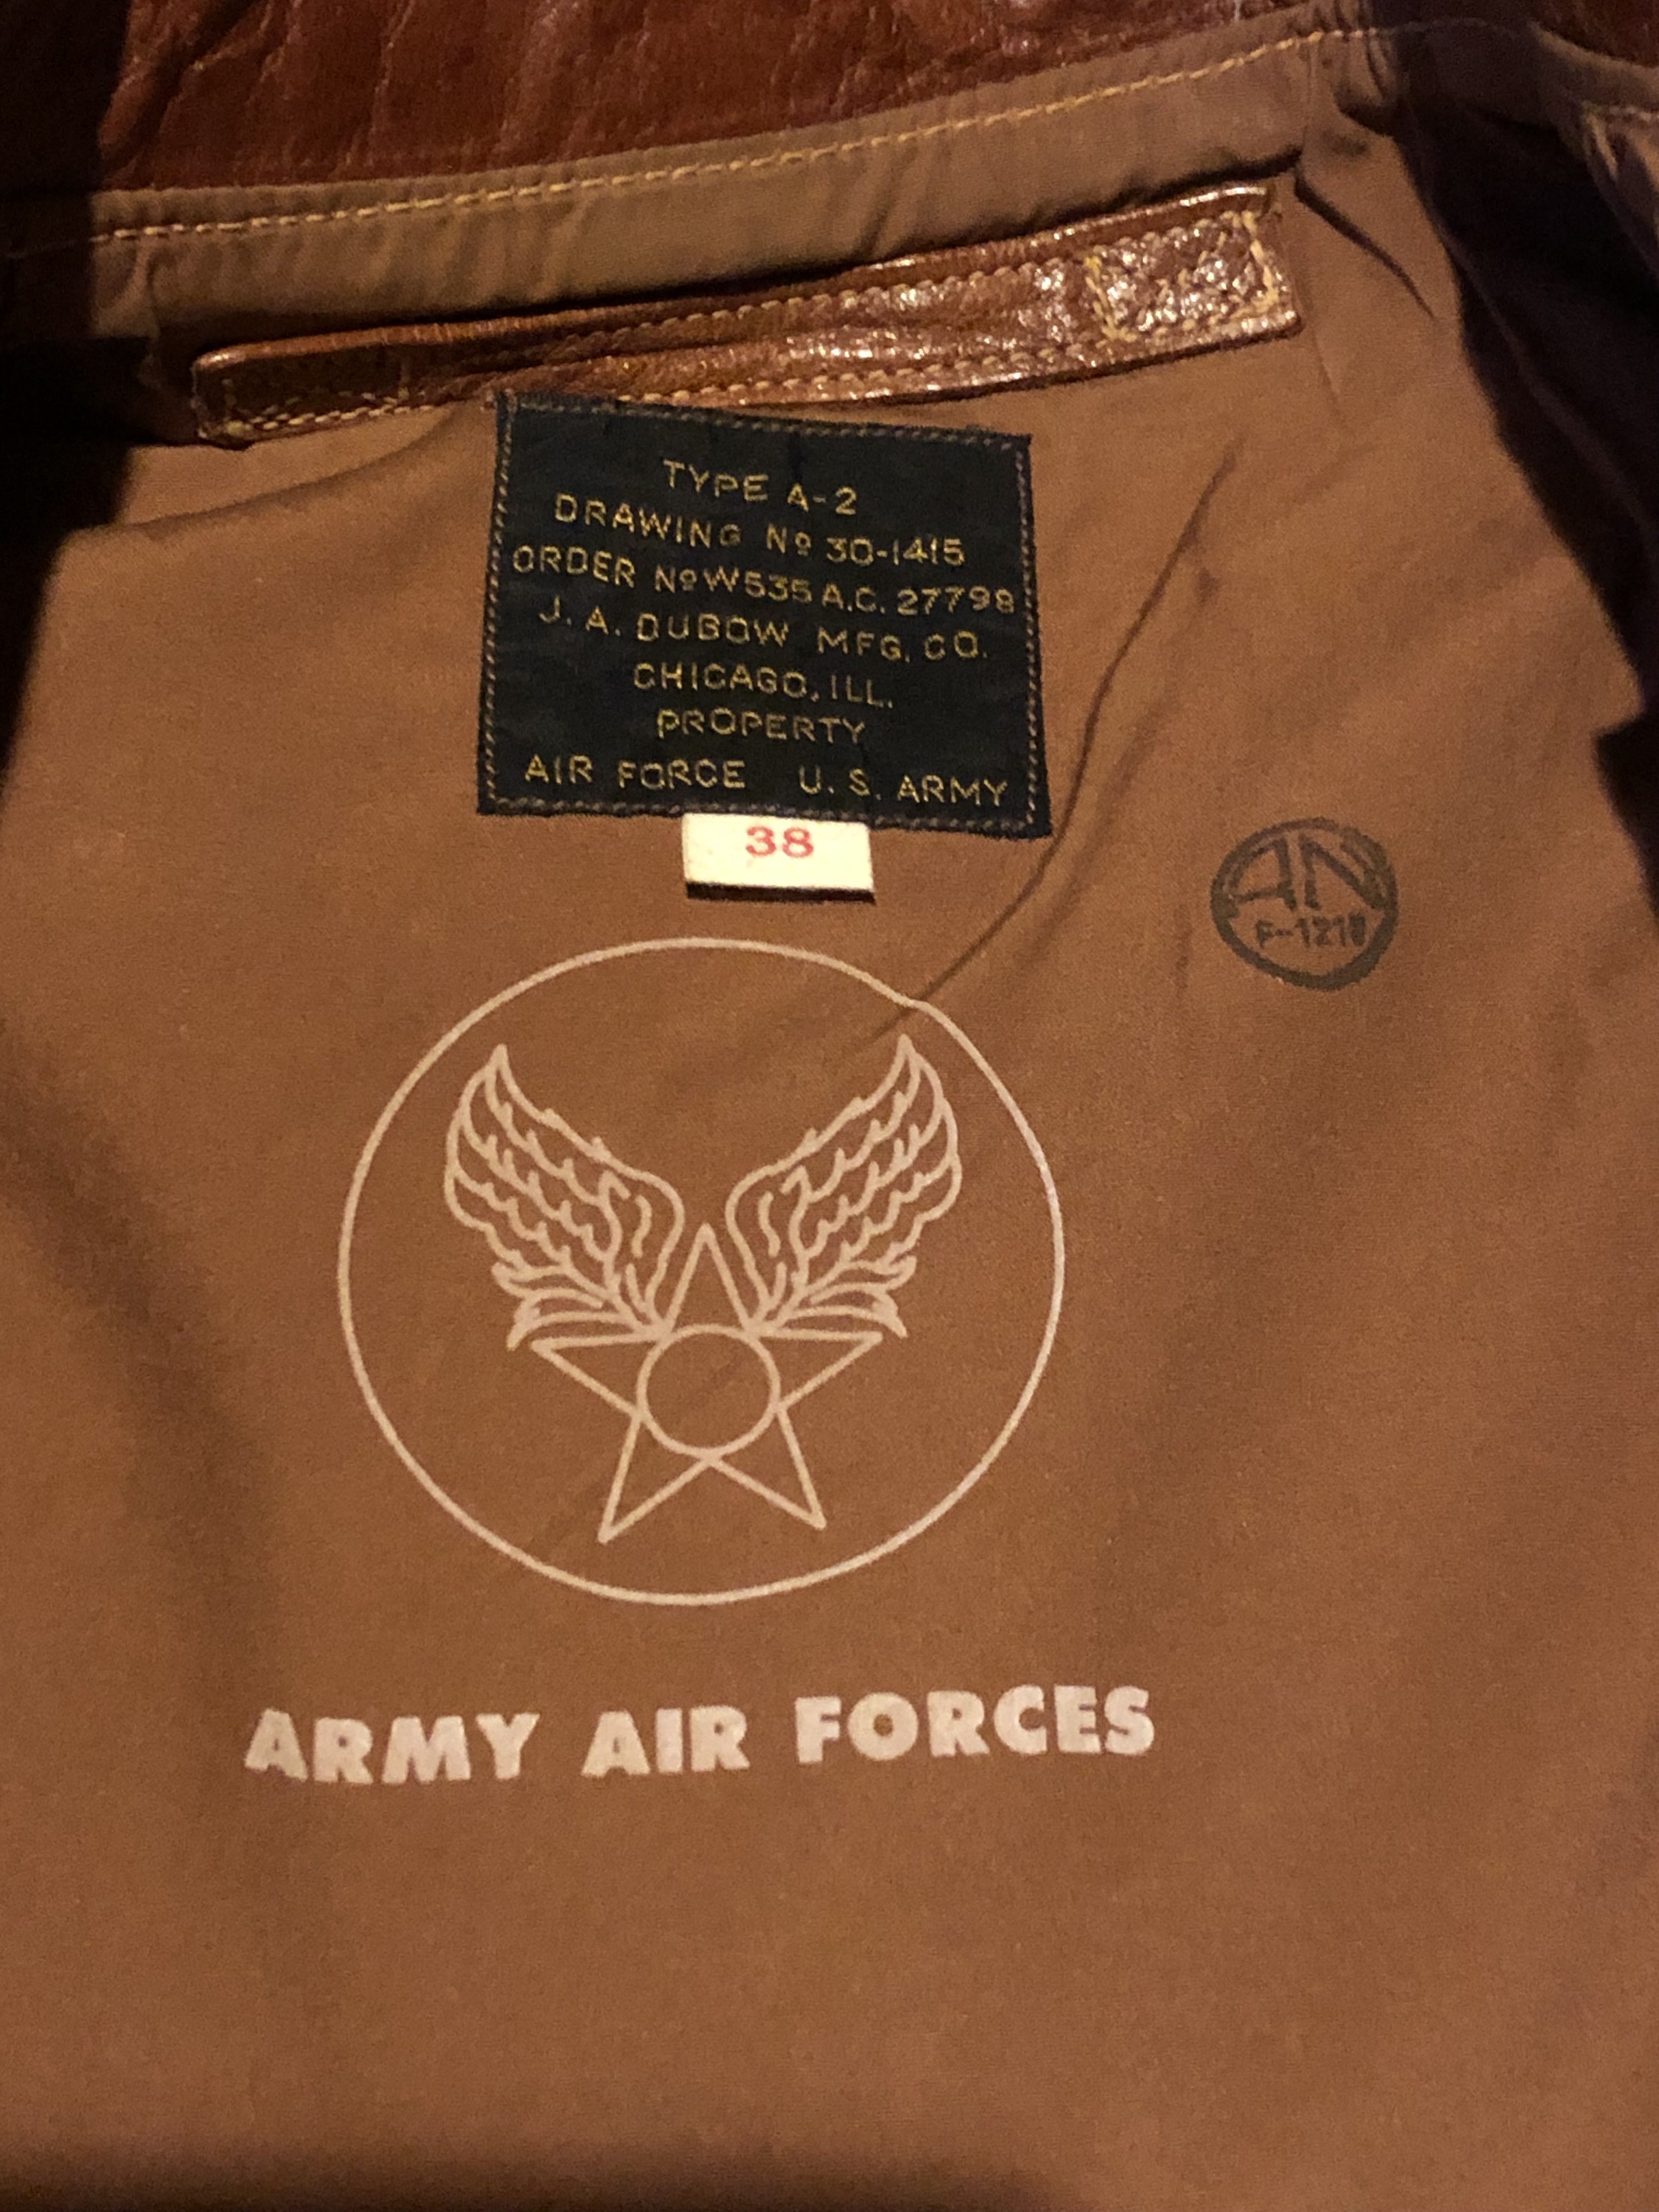 TYPE A-2
DRAWING Nº 30-1415
ORDER Nº W535 A.C. 27798
J. A. DUBOW MFG. CO.
CHICAGO, ILL.
PROPERTY
AIR FORCE U. S. ARMY
38
AN
ARMY AIR FORCES